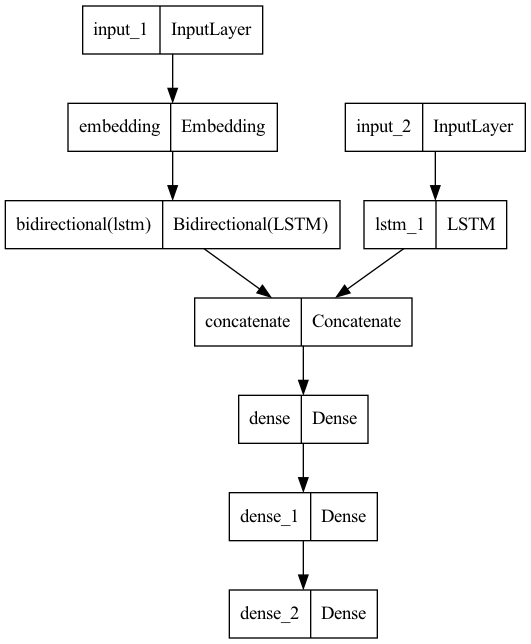 input_1 InputLayer
embedding Embedding
input_2 InputLayer
bidirectional(lstm) Bidirectional(LSTM)
lstm_1 LSTM
concatenate Concatenate
dense Dense
dense_1 Dense
dense_2 Dense